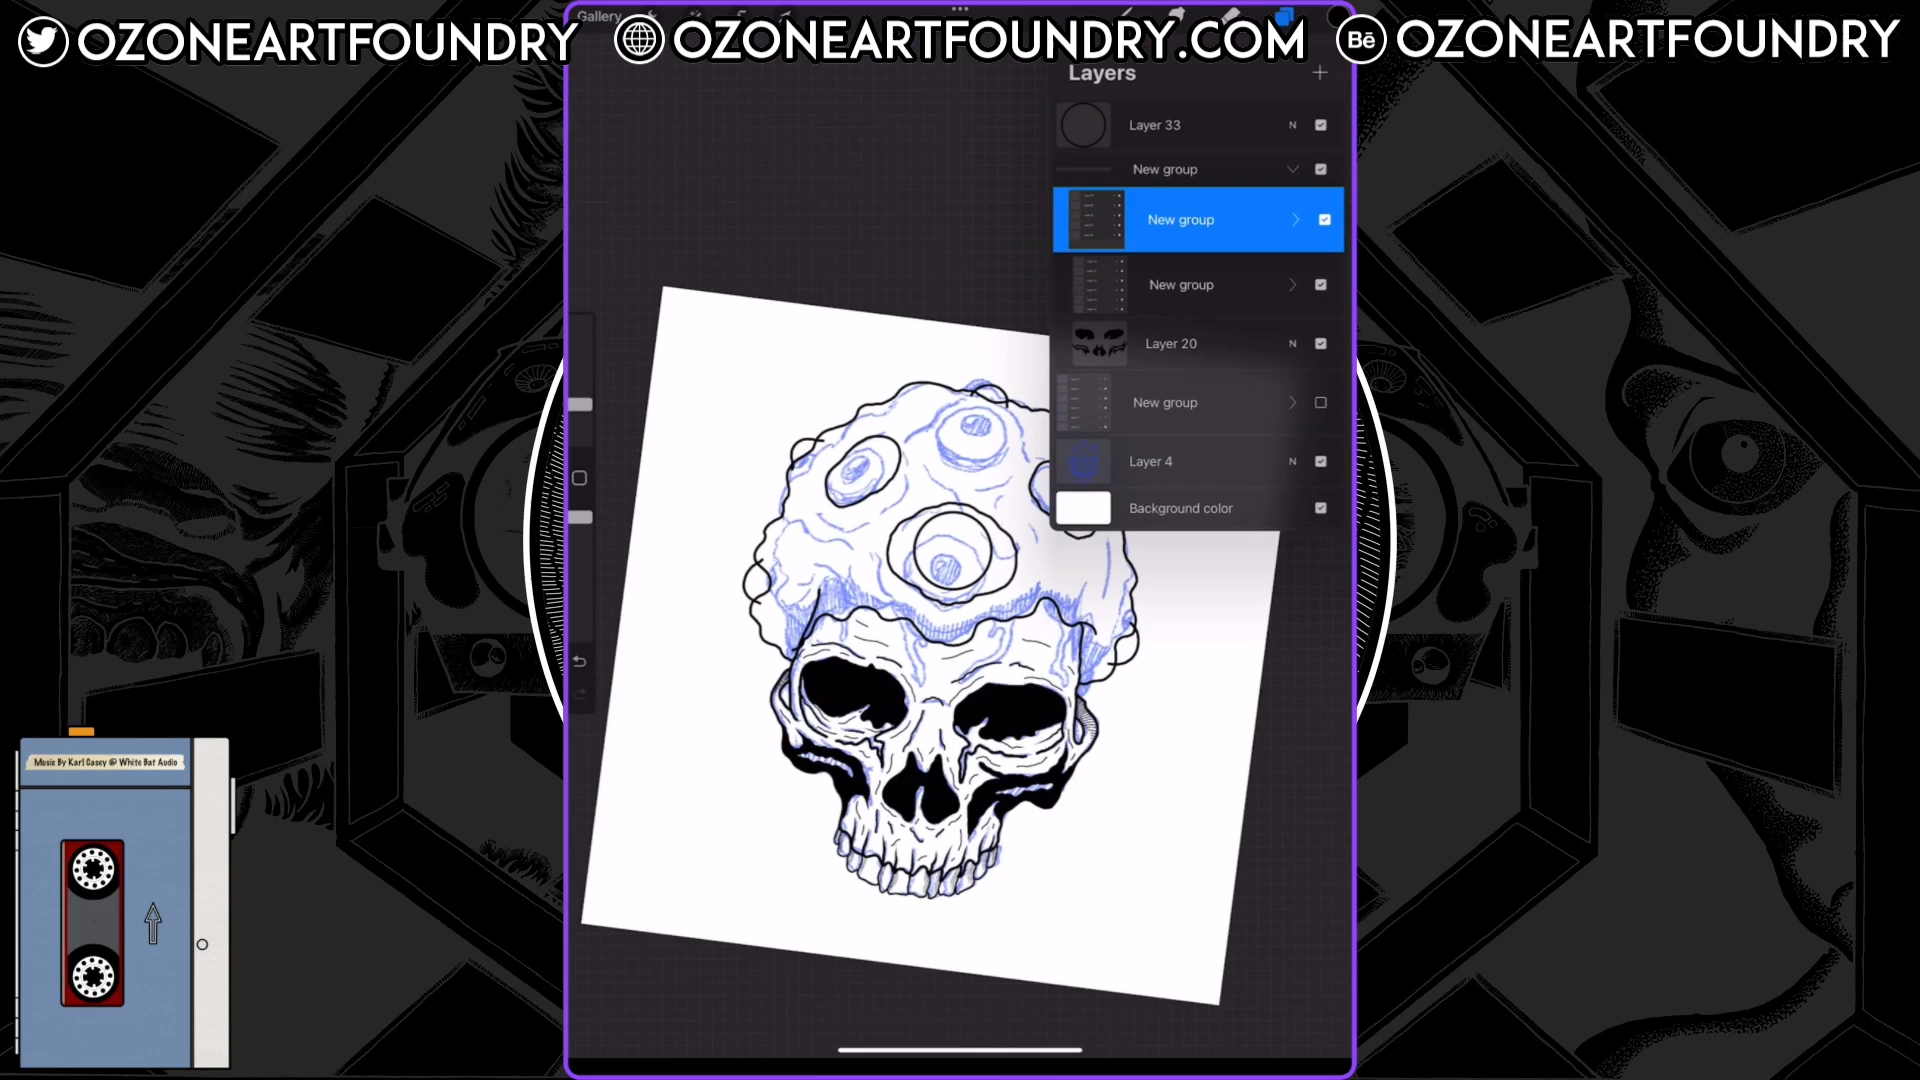 OZONEARTFOUNDRY
OZONEARTFOUNDRY.COM
Bē OZONEARTFOUNDRY
Gallery
Layers
Layer 33 N
New group
New group
New group
Layer 20 N
New group
Layer 4 N
Background color
Music By Karl Casey @ White Bat Audio